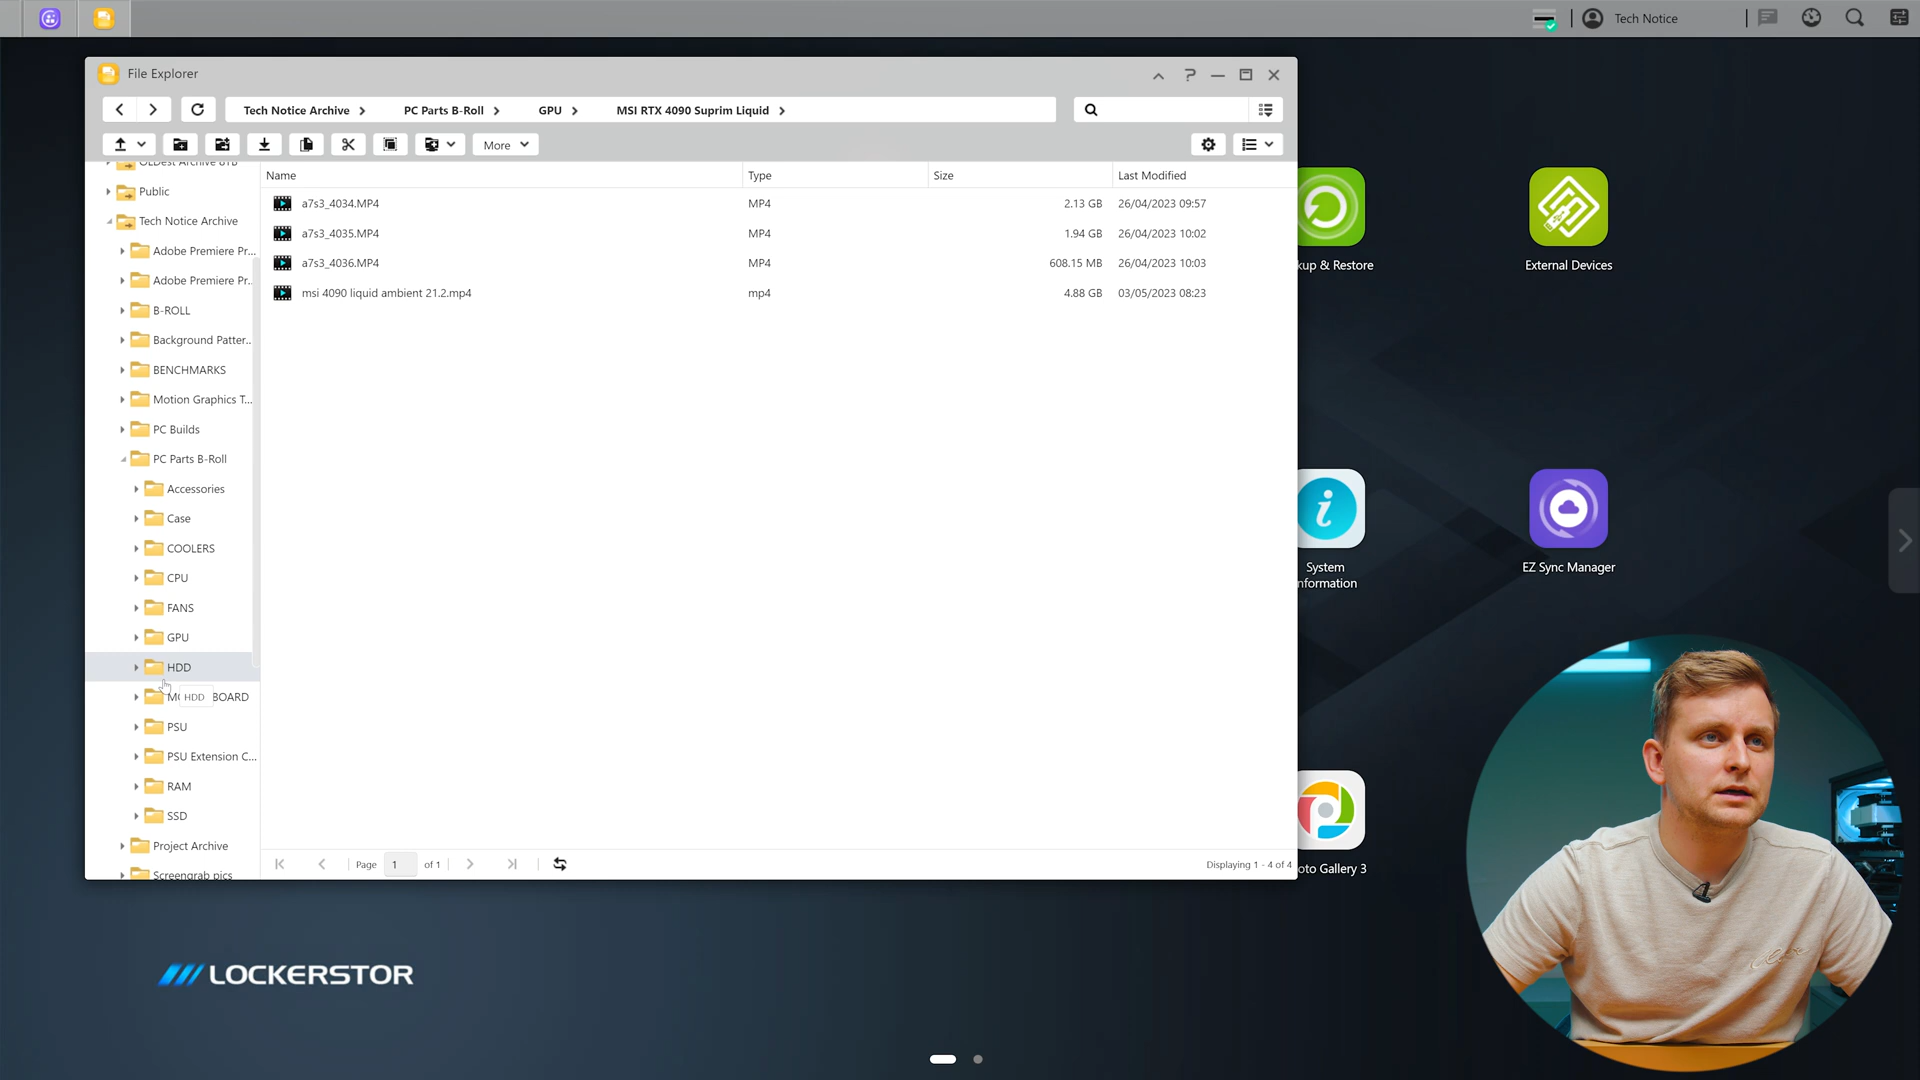 Tech Notice
File Explorer
Tech Notice Archive
PC Parts B-Roll
GPU
MSI RTX 4090 Suprim Liquid
More
OLDest Archive 8TB
Public
Tech Notice Archive
Adobe Premiere Pr...
Adobe Premiere Pr...
B-ROLL
Background Patter...
BENCHMARKS
Motion Graphics T...
PC Builds
PC Parts B-Roll
Accessories
Case
COOLERS
CPU
FANS
GPU
HDD
HDD
BOARD
PSU
PSU Extension C...
RAM
SSD
Project Archive
Screengrab pics
Name Type Size Last Modified
a7s3_4034.MP4 MP4 2.13 GB 26/04/2023 09:57
a7s3_4035.MP4 MP4 1.94 GB 26/04/2023 10:02
a7s3_4036.MP4 MP4 608.15 MB 26/04/2023 10:03
msi 4090 liquid ambient 21.2.mp4 mp4 4.88 GB 03/05/2023 08:23
Page 1 of 1
Displaying 1 - 4 of 4
kup & Restore
External Devices
System
nformation
EZ Sync Manager
oto Gallery 3
LOCKERSTOR